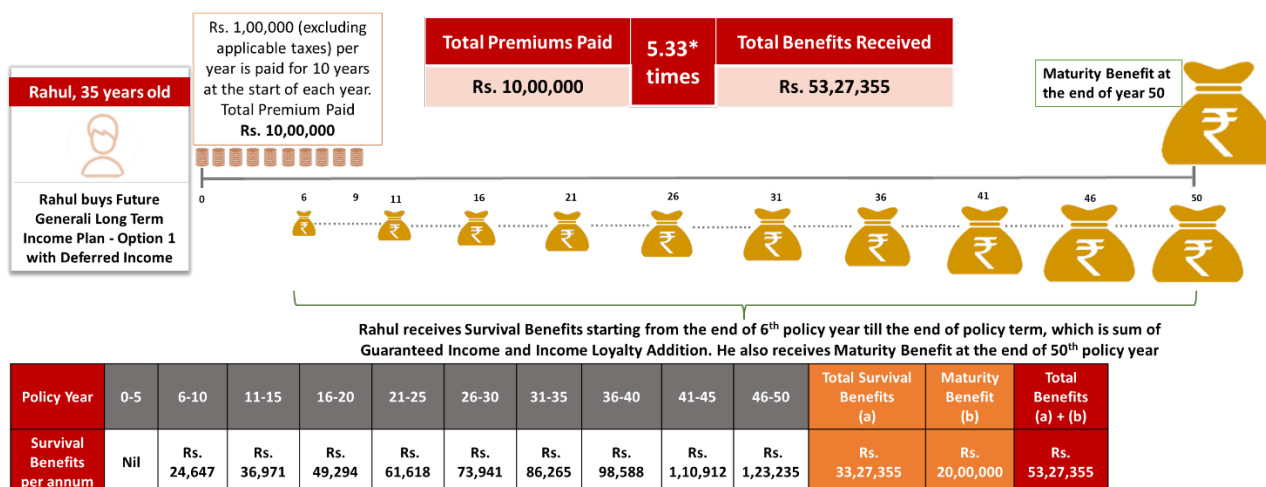 Rs. 1,00,000 (excluding
applicable taxes) per
year is paid for 10 years
at the start of each year.
Total Premium Paid
Rs. 10,00,000
Total Premiums Paid
5.33*
times
Total Benefits Received
Rs. 10,00,000
Rs. 53,27,355
Maturity Benefit at
the end of year 50
Rahul, 35 years old
Rahul buys Future
Generali Long Term
Income Plan - Option 1
with Deferred Income
0
6
9
11
16
21
26
31
36
41
46
50
Rahul receives Survival Benefits starting from the end of 6th policy year till the end of policy term, which is sum of
Guaranteed Income and Income Loyalty Addition. He also receives Maturity Benefit at the end of 50th policy year
Policy Year 0-5 6-10 11-15 16-20 21-25 26-30 31-35 36-40 41-45 46-50 Total Survival Benefits (a) Maturity Benefit (b) Total Benefits (a) + (b)
Survival Benefits per annum Nil Rs. 24,647 Rs. 36,971 Rs. 49,294 Rs. 61,618 Rs. 73,941 Rs. 86,265 Rs. 98,588 Rs. 1,10,912 Rs. 1,23,235 Rs. 33,27,355 Rs. 20,00,000 Rs. 53,27,355